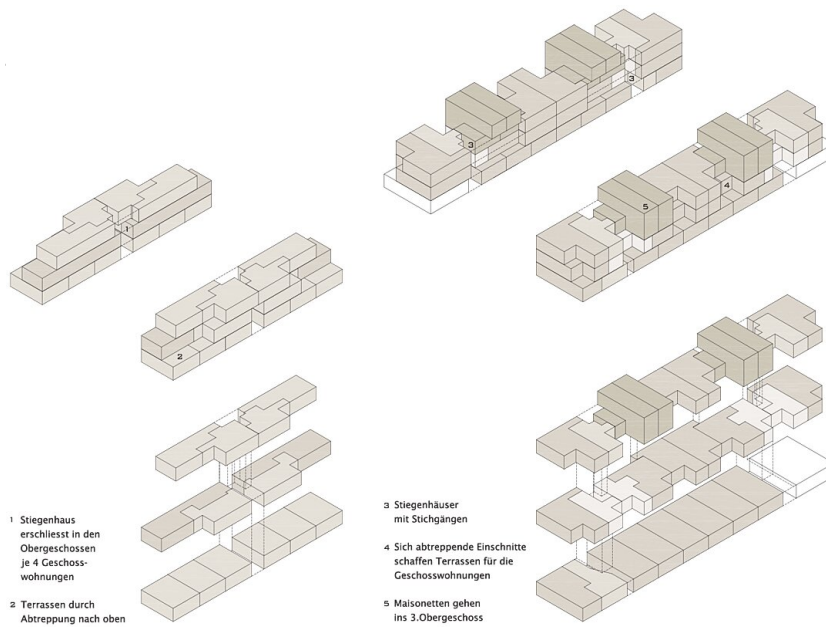 3
3
4
5
1
2
1 Stiegenhaus
erschliesst in den
Obergeschossen
je 4 Geschoss-
wohnungen
2 Terrassen durch
Abtreppung nach oben
3 Stiegenhäuser
mit Stichgängen
4 Sich abtreppende Einschnitte
schaffen Terrassen für die
Geschosswohnungen
5 Maisonetten gehen
ins 3.Obergeschoss